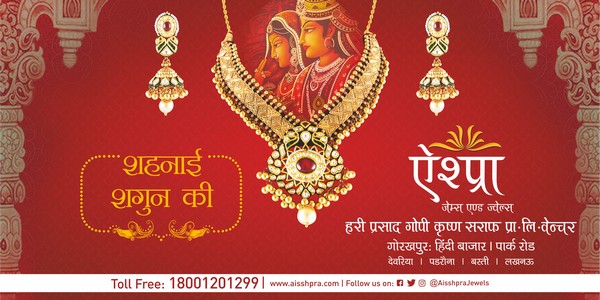 शहनाई
शगुन की
ऐश्प्रा
जेम्स एण्ड ज्वेल्स
हरि प्रसाद गोपी कृष्ण सराफ प्रा॰लि॰वेन्चर
गोरखपुर: हिंदी बाजार | पार्क रोड
देवरिया | पडरौना | बस्ती | लखनऊ
Toll Free: 18001201299 | www.aisshpra.com | Follow us on: @AisshpraJewels